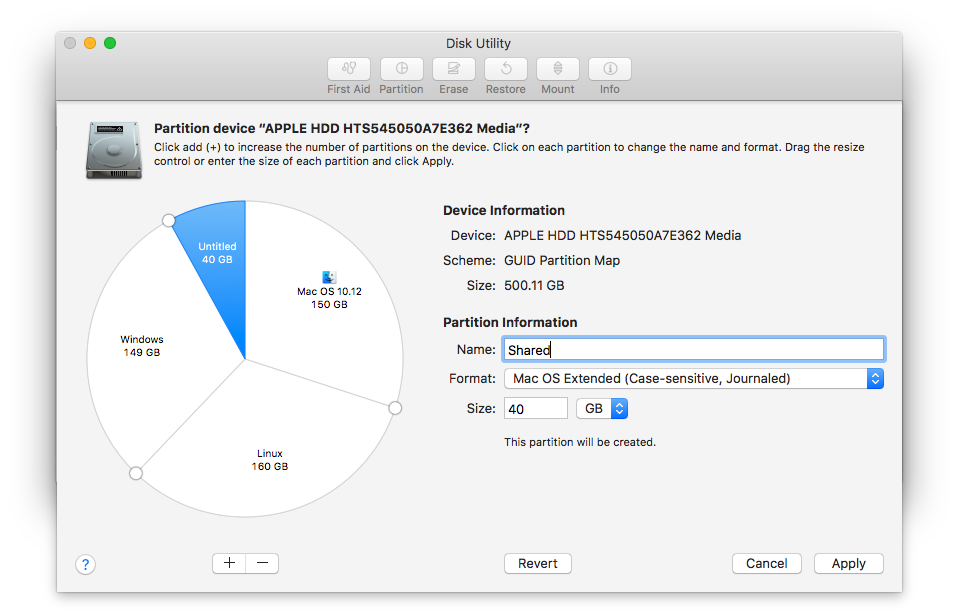 Disk Utility
First Aid
Partition
Erase
Restore
Mount
Info
Partition device “APPLE HDD HTS545050A7E362 Media”?
Click add (+) to increase the number of partitions on the device. Click on each partition to change the name and format. Drag the resize
control or enter the size of each partition and click Apply.
Untitled
40 GB
Mac OS 10.12
150 GB
Windows
149 GB
Linux
160 GB
Device Information
Device: APPLE HDD HTS545050A7E362 Media
Scheme: GUID Partition Map
Size: 500.11 GB
Partition Information
Name: Shared
Format: Mac OS Extended (Case-sensitive, Journaled)
Size: 40 GB
This partition will be created.
?
+ −
Revert
Cancel
Apply